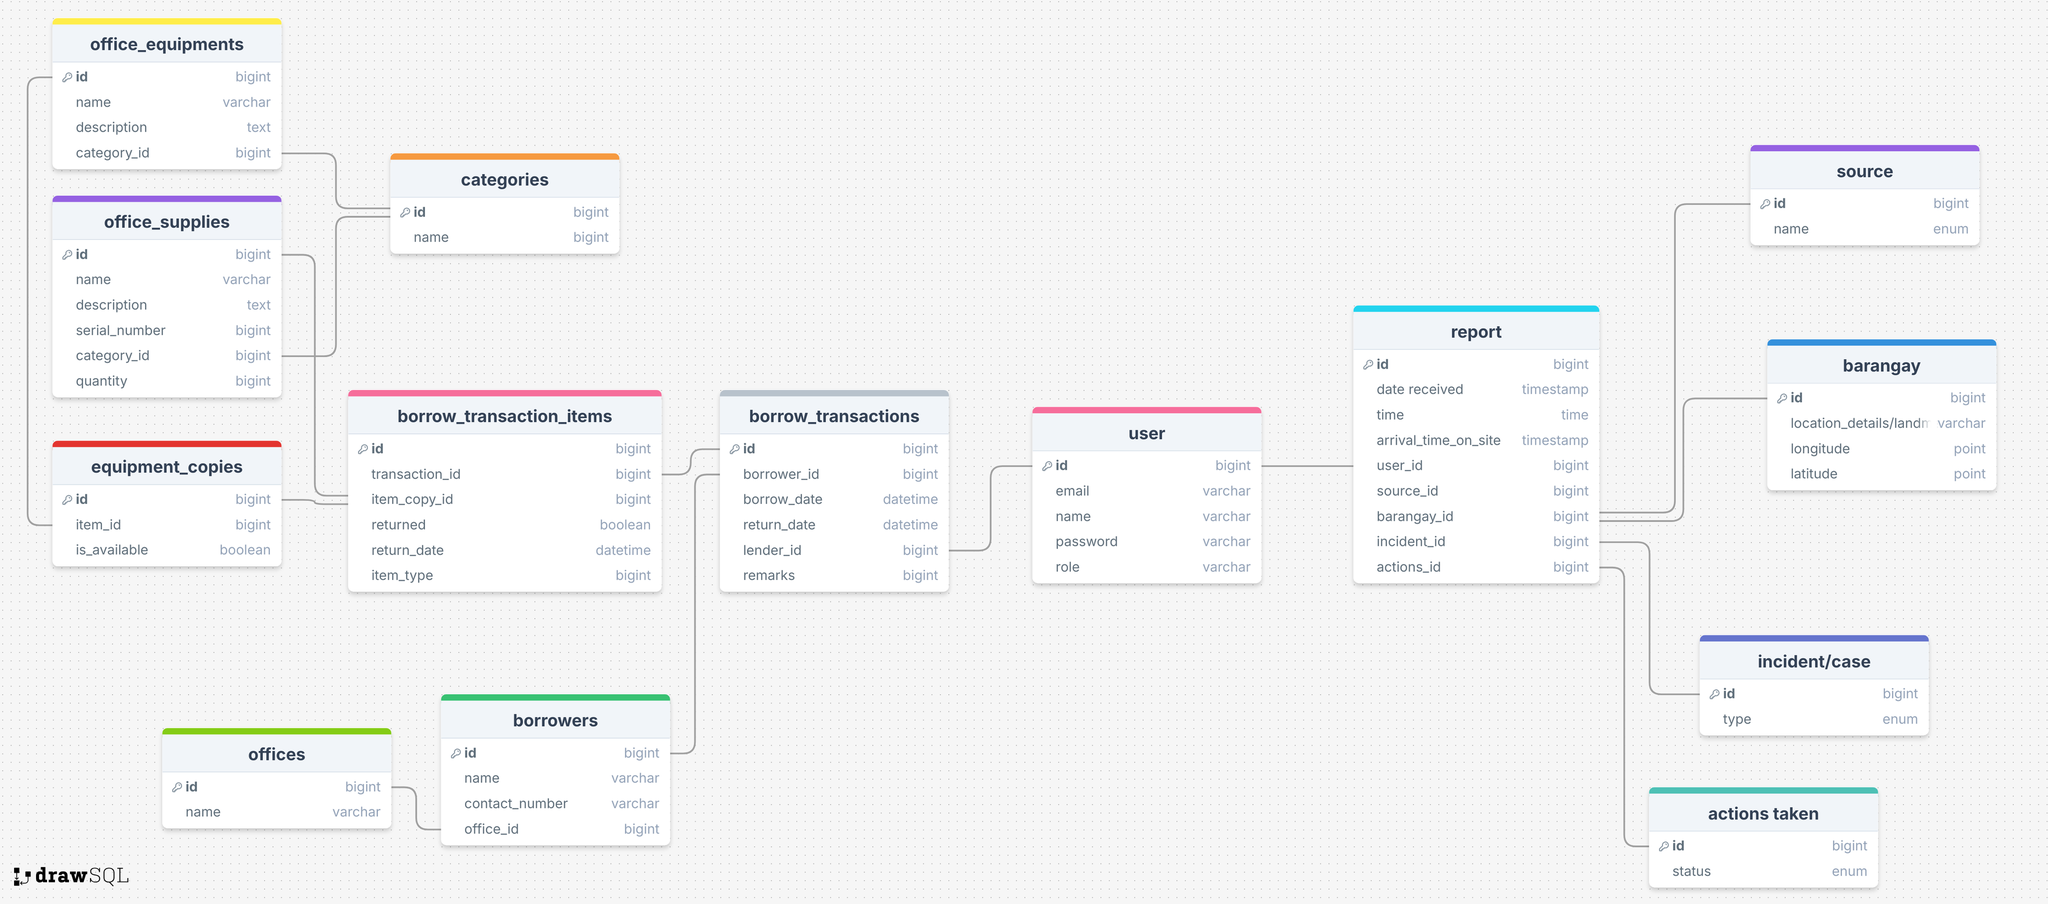 office_equipments
id bigint
name varchar
description text
category_id bigint
office_supplies
id bigint
name varchar
description text
serial_number bigint
category_id bigint
quantity bigint
equipment_copies
id bigint
item_id bigint
is_available boolean
categories
id bigint
name bigint
borrow_transaction_items
id bigint
transaction_id bigint
item_copy_id bigint
returned boolean
return_date datetime
item_type bigint
borrow_transactions
id bigint
borrower_id bigint
borrow_date datetime
return_date datetime
lender_id bigint
remarks bigint
user
id bigint
email varchar
name varchar
password varchar
role varchar
report
id bigint
date received timestamp
time time
arrival_time_on_site timestamp
user_id bigint
source_id bigint
barangay_id bigint
incident_id bigint
actions_id bigint
source
id bigint
name enum
barangay
id bigint
location_details/land varchar
longitude point
latitude point
incident/case
id bigint
type enum
actions taken
id bigint
status enum
offices
id bigint
name varchar
borrowers
id bigint
name varchar
contact_number varchar
office_id bigint
drawSQL